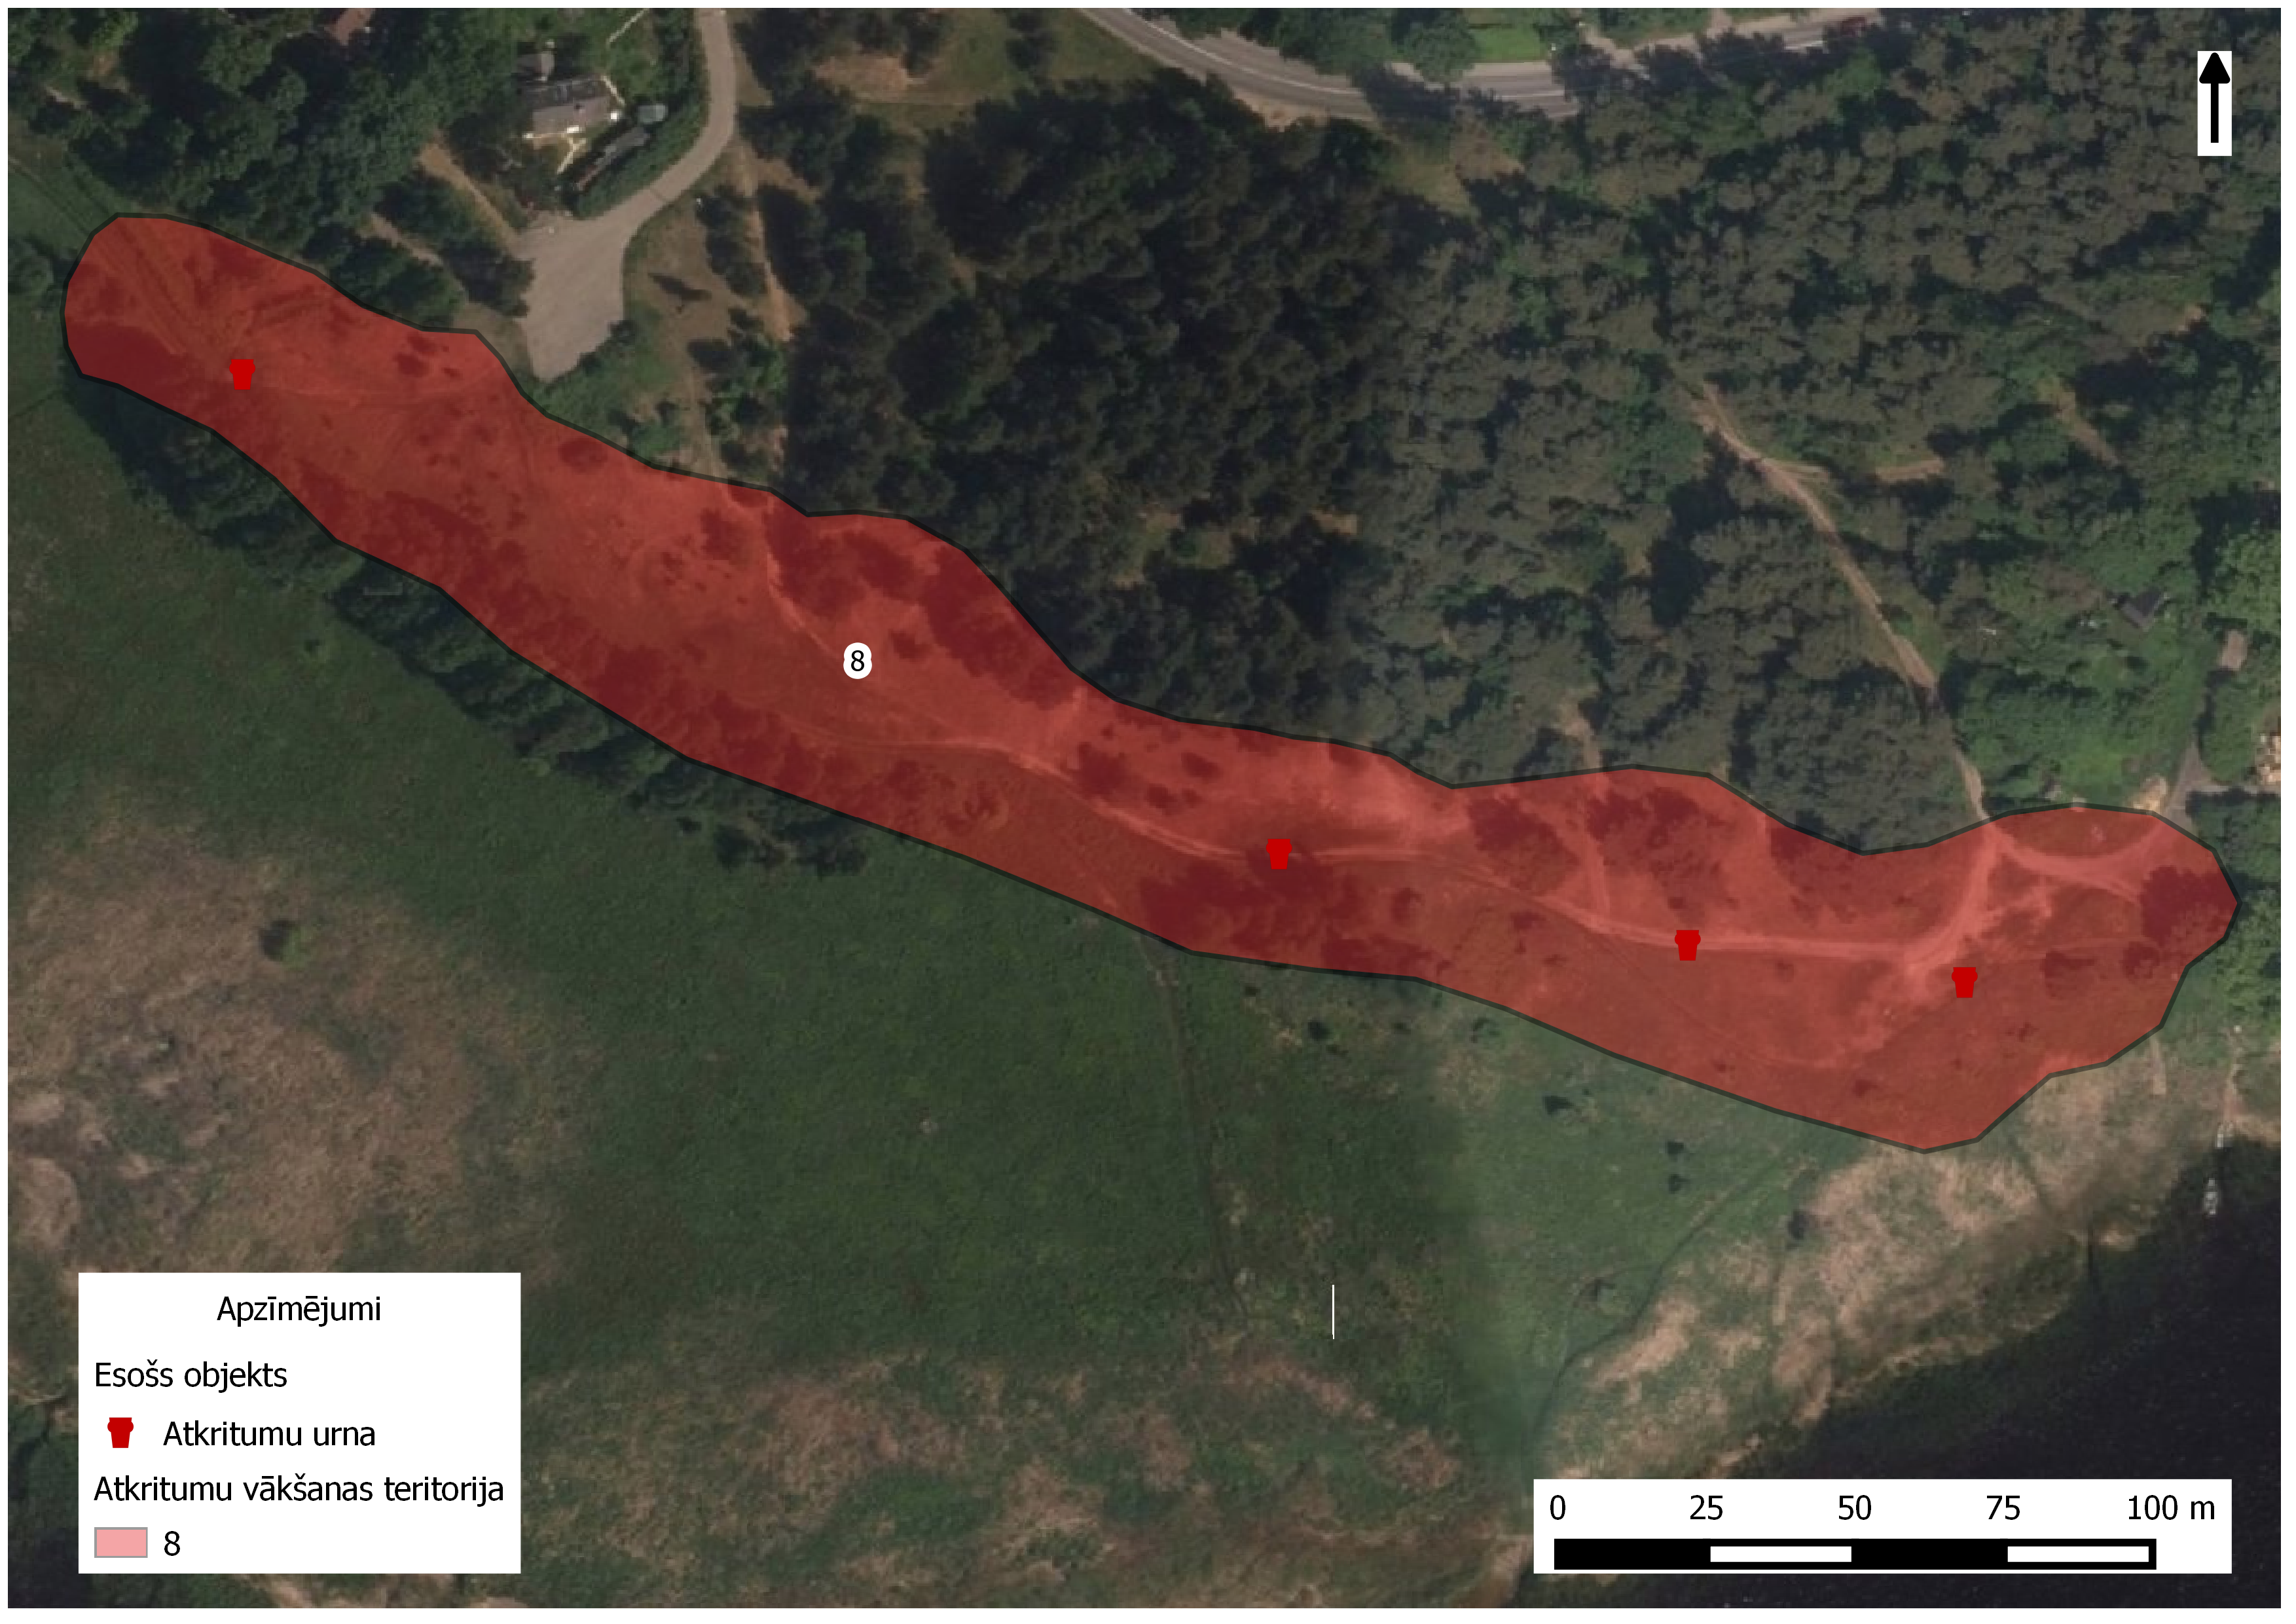 8
Apzīmējumi
Esošs objekts
Atkritumu urna
Atkritumu vākšanas teritorija
8
0 25 50 75 100 m